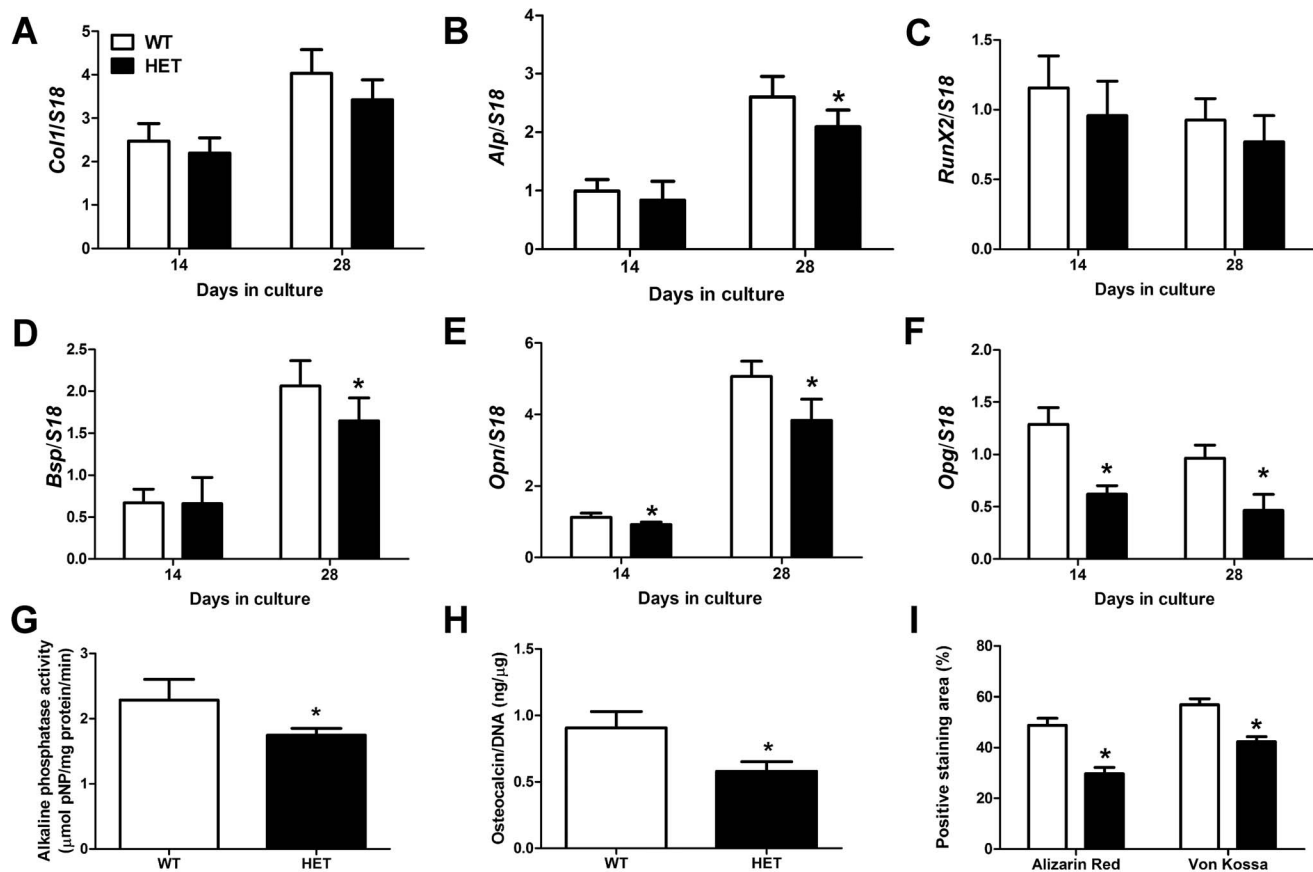 A
WT
HET
Col1/S18
5
4
3
2
1
0
14
28
Days in culture
B
Alp/S18
4
3
2
1
0
*
14
28
Days in culture
C
RunX2/S18
1.5
1.0
0.5
0.0
14
28
Days in culture
D
Bsp/S18
2.5
2.0
1.5
1.0
0.5
0.0
*
14
28
Days in culture
E
Opn/S18
6
4
2
0
*
*
14
28
Days in culture
F
Opg/S18
2.0
1.5
1.0
0.5
0.0
*
*
14
28
Days in culture
G
Alkaline phosphatase activity
(μmol pNP/mg protein/min)
3
2
1
0
*
WT
HET
H
Osteocalcin/DNA (ng/μg)
1.5
1.0
0.5
0.0
*
WT
HET
I
Positive staining area (%)
80
60
40
20
0
*
*
Alizarin Red
Von Kossa